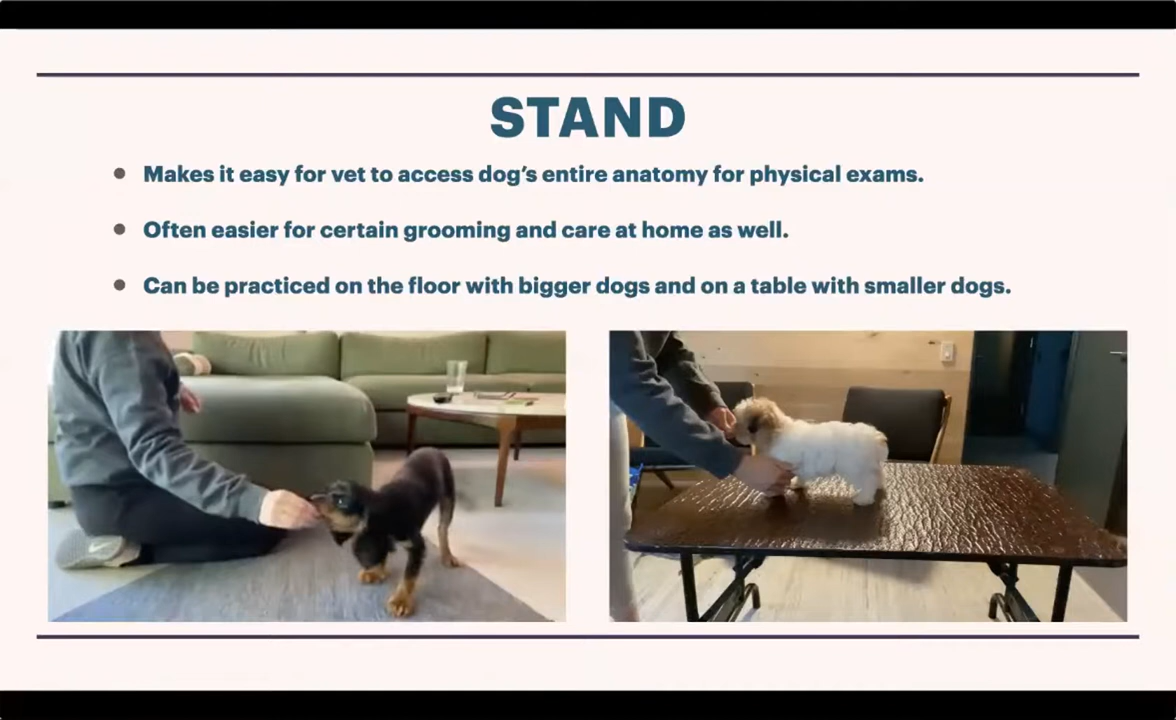 STAND
Makes it easy for vet to access dog's entire anatomy for physical exams.
Often easier for certain grooming and care at home as well.
Can be practiced on the floor with bigger dogs and on a table with smaller dogs.